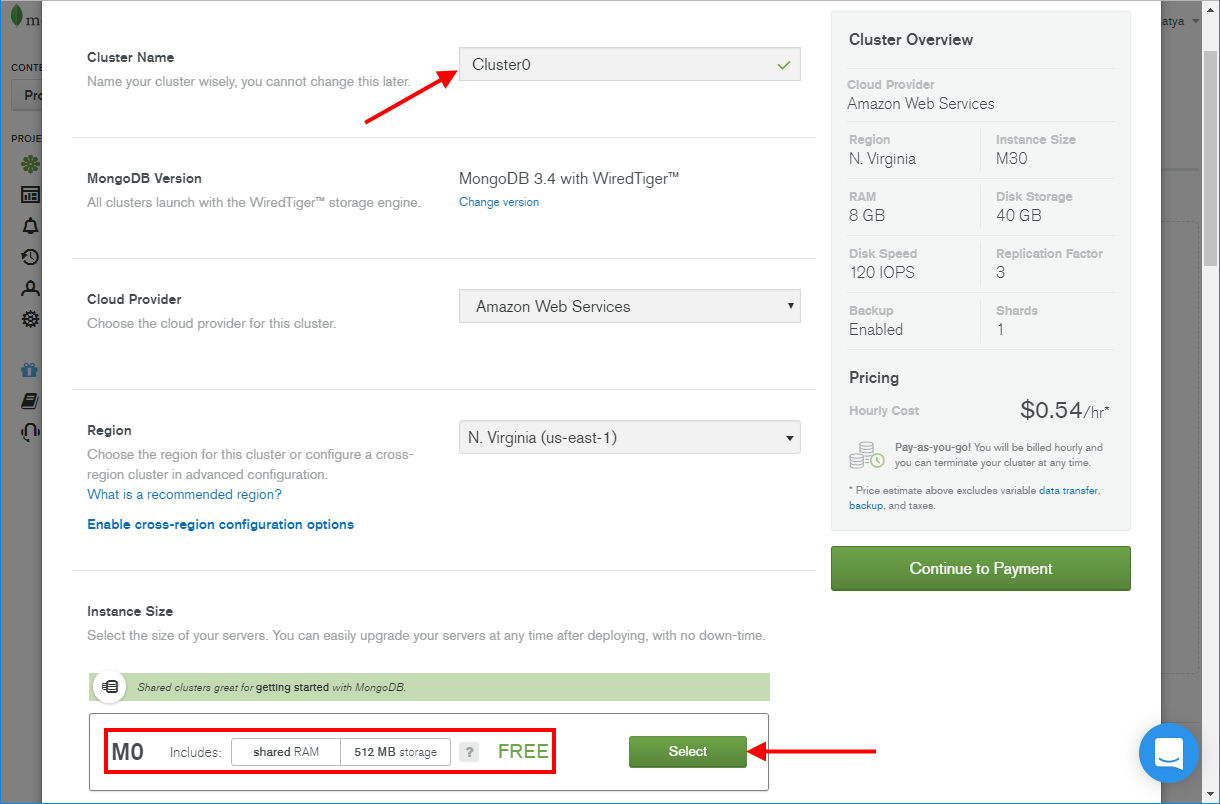 m
CONTE
Pro
PROJE
atya
Cluster Name
Name your cluster wisely, you cannot change this later.
Cluster0
MongoDB Version
All clusters launch with the WiredTiger™ storage engine.
MongoDB 3.4 with WiredTiger™
Change version
Cloud Provider
Choose the cloud provider for this cluster.
Amazon Web Services
Region
Choose the region for this cluster or configure a cross-
region cluster in advanced configuration.
What is a recommended region?
Enable cross-region configuration options
N. Virginia (us-east-1)
Instance Size
Select the size of your servers. You can easily upgrade your servers at any time after deploying, with no down-time.
Shared clusters great for getting started with MongoDB.
M0 Includes: shared RAM 512 MB storage ? FREE
Select
Cluster Overview
Cloud Provider
Amazon Web Services
Region Instance Size
N. Virginia M30
RAM Disk Storage
8 GB 40 GB
Disk Speed Replication Factor
120 IOPS 3
Backup Shards
Enabled 1
Pricing
Hourly Cost $0.54/hr*
Pay-as-you-go! You will be billed hourly and
you can terminate your cluster at any time.
* Price estimate above excludes variable data transfer,
backup, and taxes.
Continue to Payment